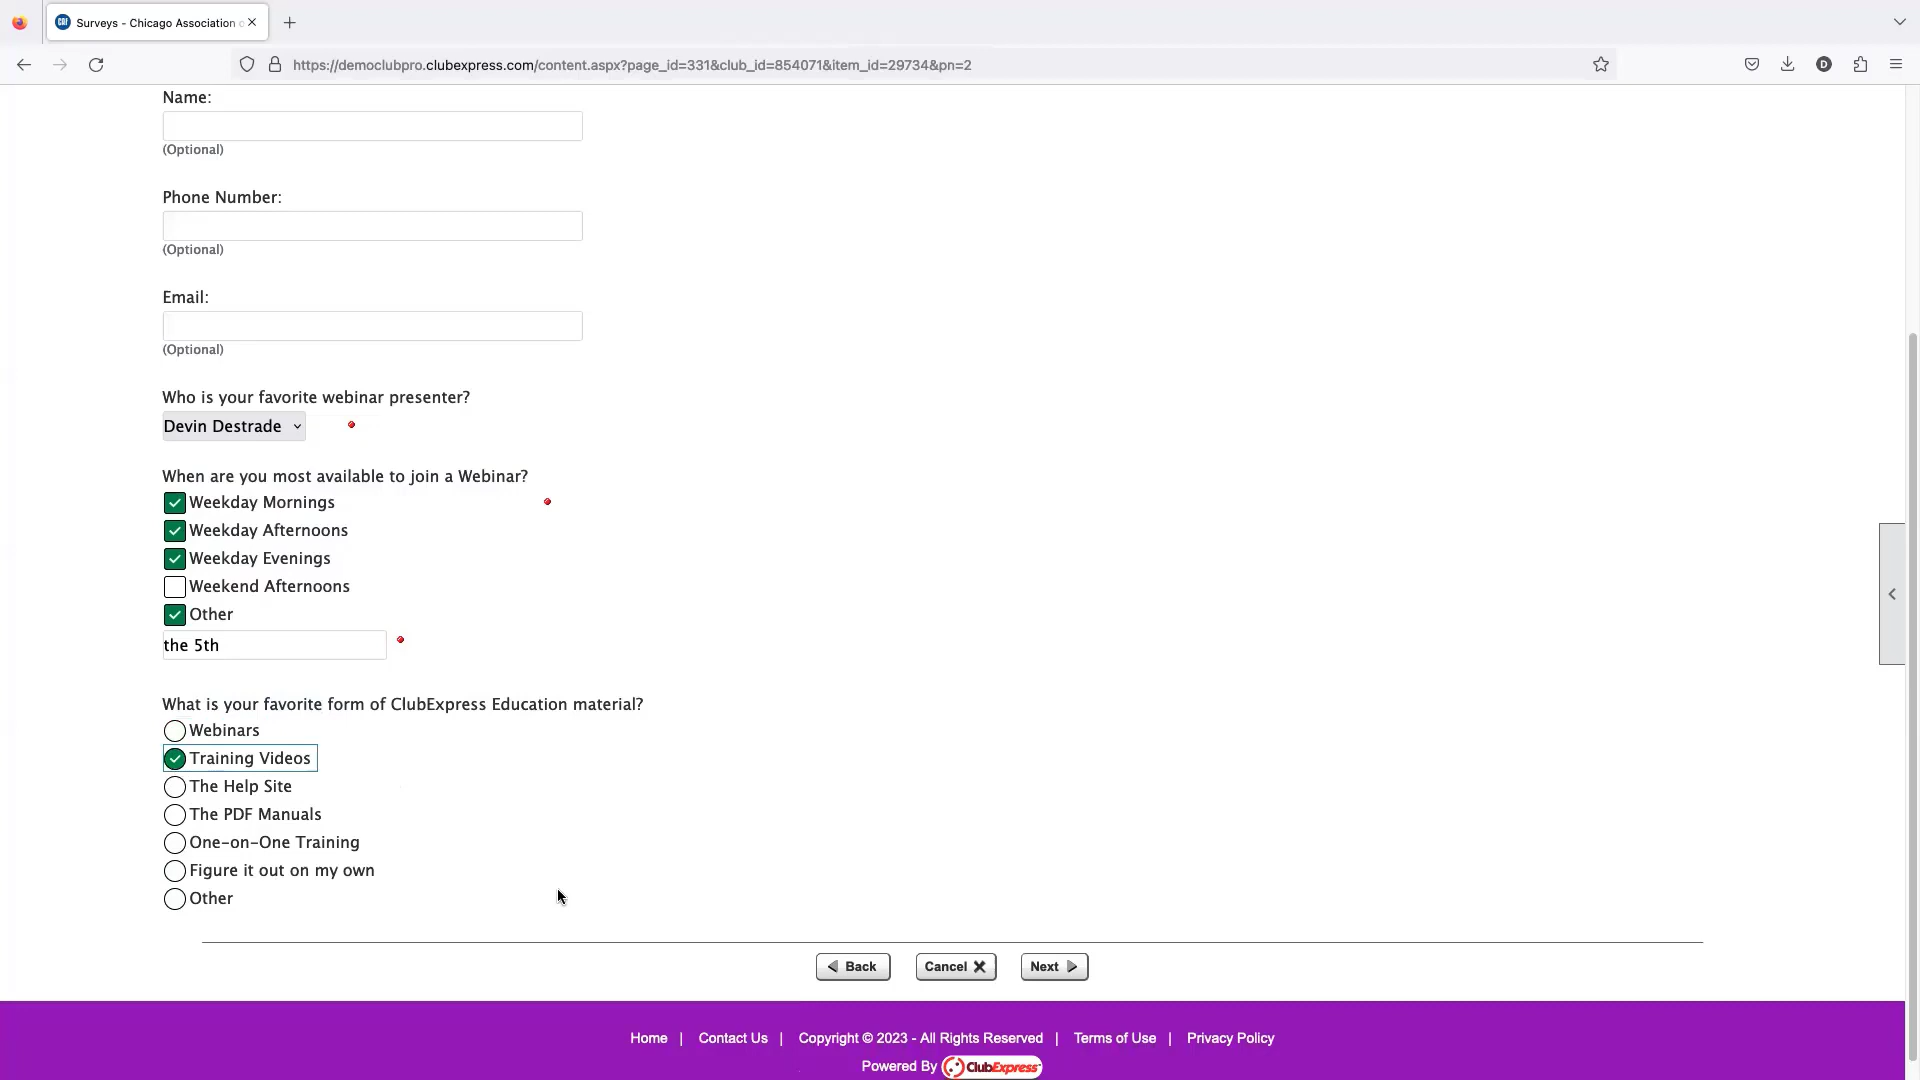 Surveys - Chicago Association o
https://democlubpro.clubexpress.com/content.aspx?page_id=331&club_id=854071&item_id=29734&pn=2
D
Name:
(Optional)
Phone Number:
(Optional)
Email:
(Optional)
Who is your favorite webinar presenter?
Devin Destrade
When are you most available to join a Webinar?
Weekday Mornings
Weekday Afternoons
Weekday Evenings
Weekend Afternoons
Other
the 5th
What is your favorite form of ClubExpress Education material?
Webinars
Training Videos
The Help Site
The PDF Manuals
One-on-One Training
Figure it out on my own
Other
Back Cancel Next
Home | Contact Us | Copyright © 2023 - All Rights Reserved | Terms of Use | Privacy Policy
Powered By ClubExpress